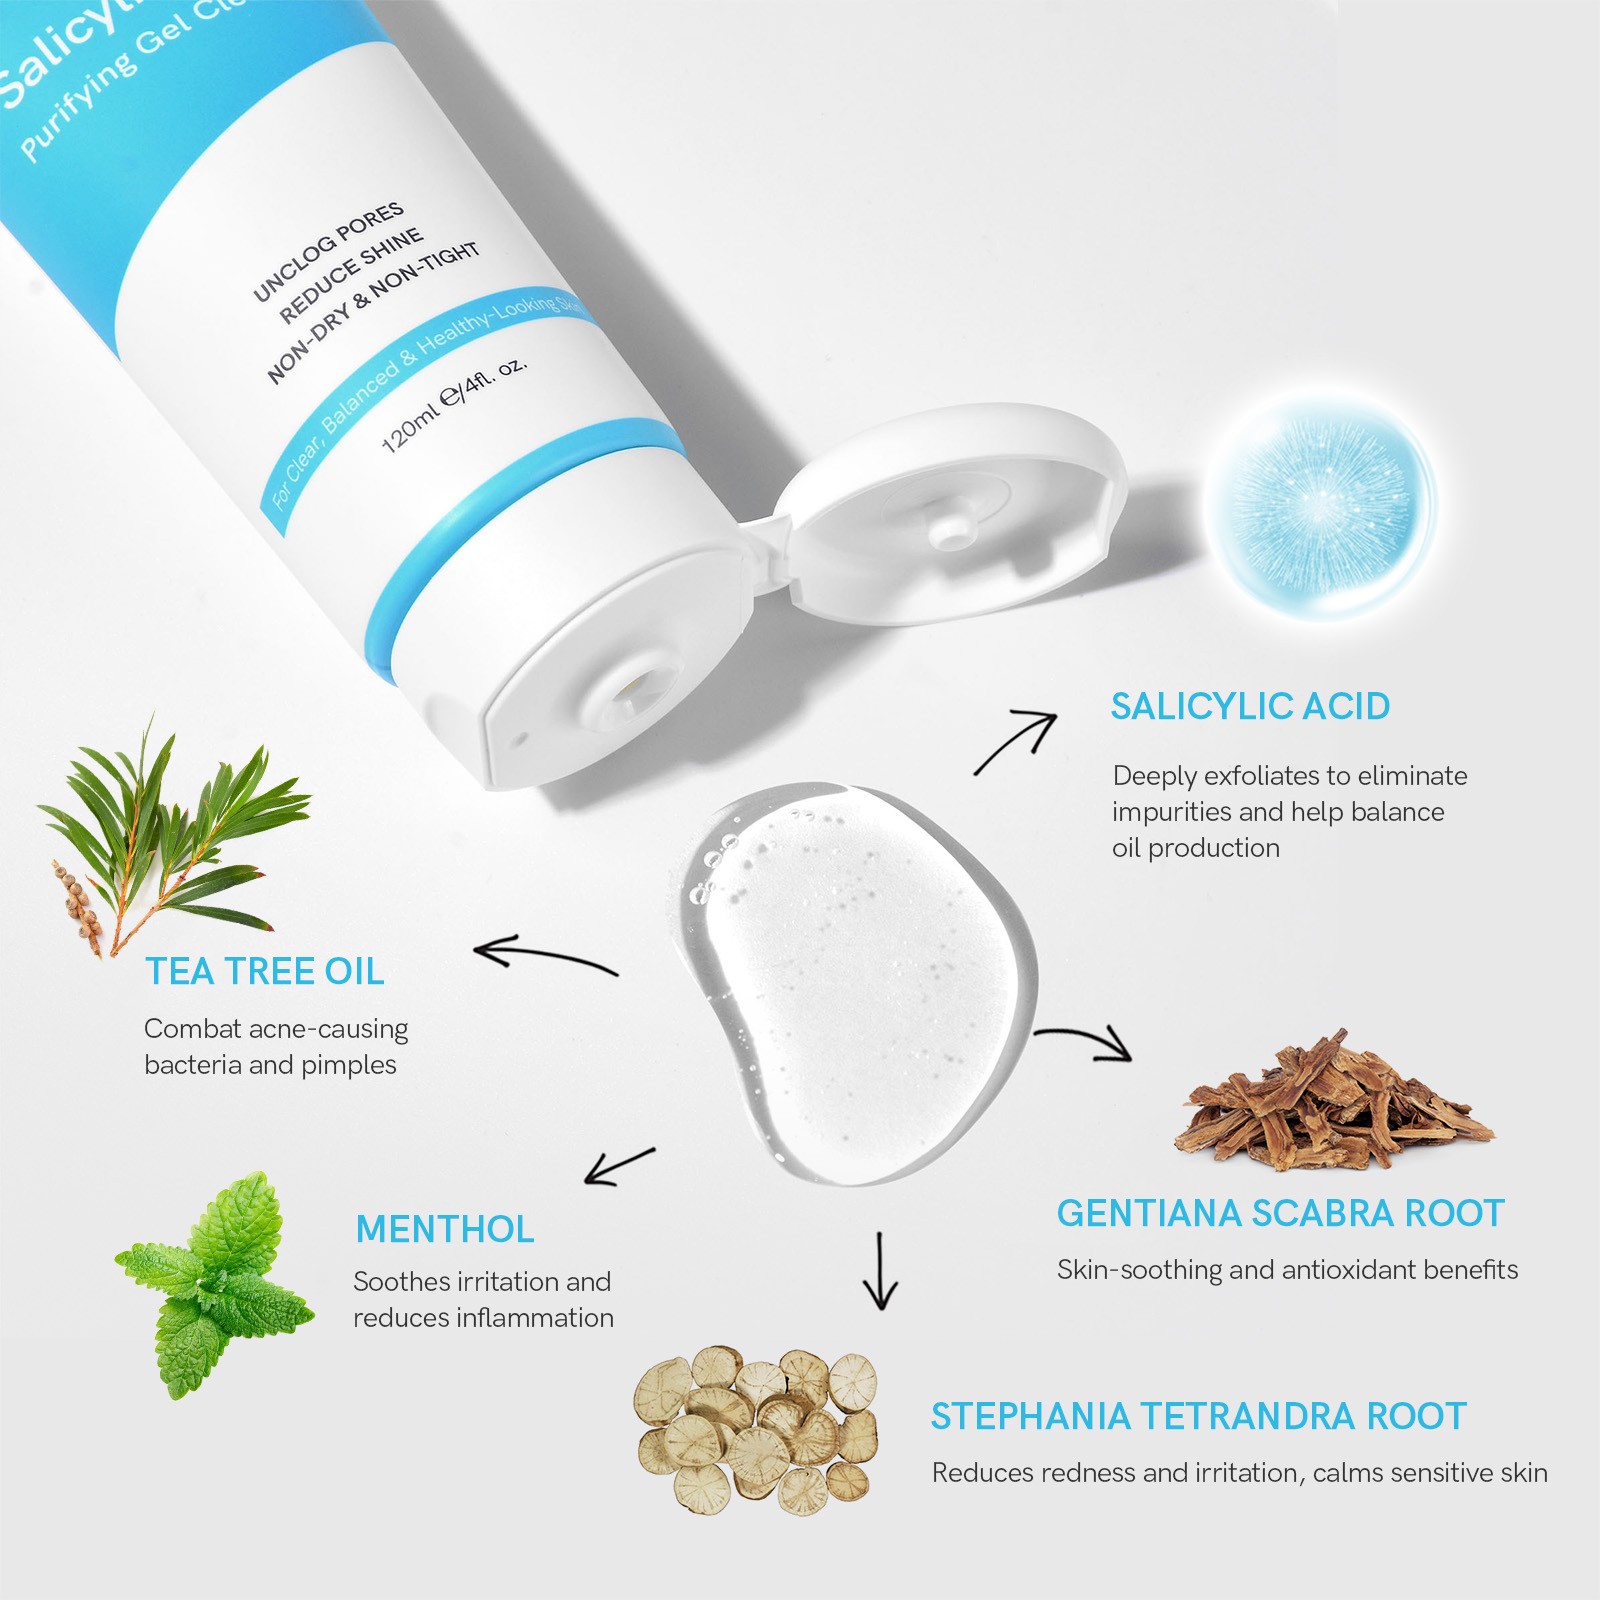 Purifying Gel
UNCLOG PORES
REDUCE SHINE
NON-DRY & NON-TIGHT
For Clear, Balanced & Healthy-Looking Skin
120ml ℮/4fl. oz.
SALICYLIC ACID
Deeply exfoliates to eliminate
impurities and help balance
oil production
TEA TREE OIL
Combat acne-causing
bacteria and pimples
GENTIANA SCABRA ROOT
Skin-soothing and antioxidant benefits
MENTHOL
Soothes irritation and
reduces inflammation
STEPHANIA TETRANDRA ROOT
Reduces redness and irritation, calms sensitive skin